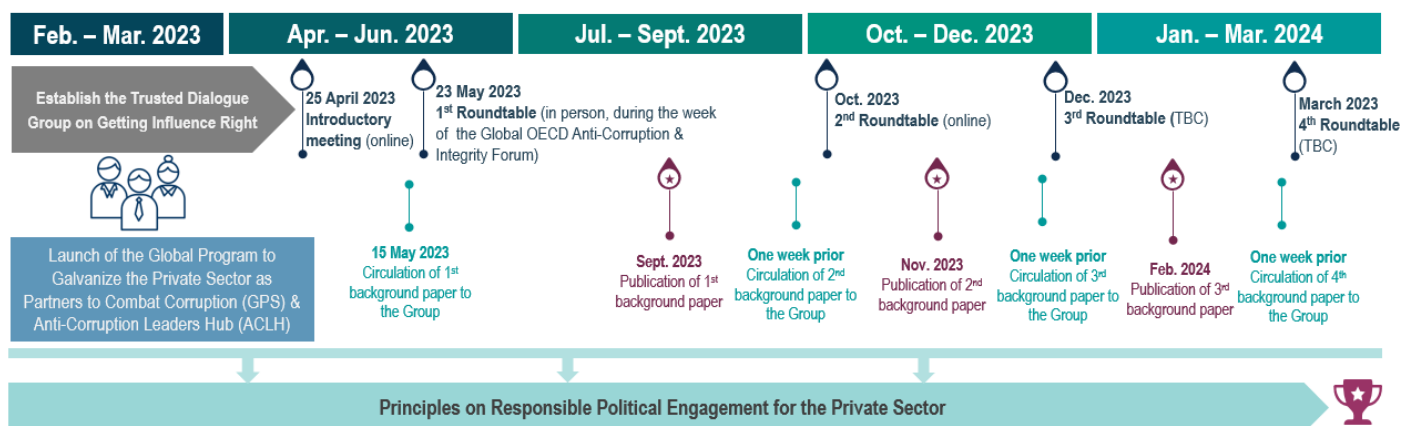 Feb. – Mar. 2023
Apr. – Jun. 2023
Jul. – Sept. 2023
Oct. – Dec. 2023
Jan. – Mar. 2024
Establish the Trusted Dialogue
Group on Getting Influence Right
25 April 2023
Introductory
meeting (online)
23 May 2023
1st Roundtable (in person, during the week
of the Global OECD Anti-Corruption &
Integrity Forum)
Oct. 2023
2nd Roundtable (online)
Dec. 2023
3rd Roundtable (TBC)
March 2023
4th Roundtable
(TBC)
Launch of the Global Program to
Galvanize the Private Sector as
Partners to Combat Corruption (GPS) &
Anti-Corruption Leaders Hub (ACLH)
15 May 2023
Circulation of 1st
background paper to
the Group
Sept. 2023
Publication of 1st
background paper
One week prior
Circulation of 2nd
background paper to
the Group
Nov. 2023
Publication of 2nd
background paper
One week prior
Circulation of 3rd
background paper to
the Group
Feb. 2024
Publication of 3rd
background paper
One week prior
Circulation of 4th
background paper to
the Group
Principles on Responsible Political Engagement for the Private Sector